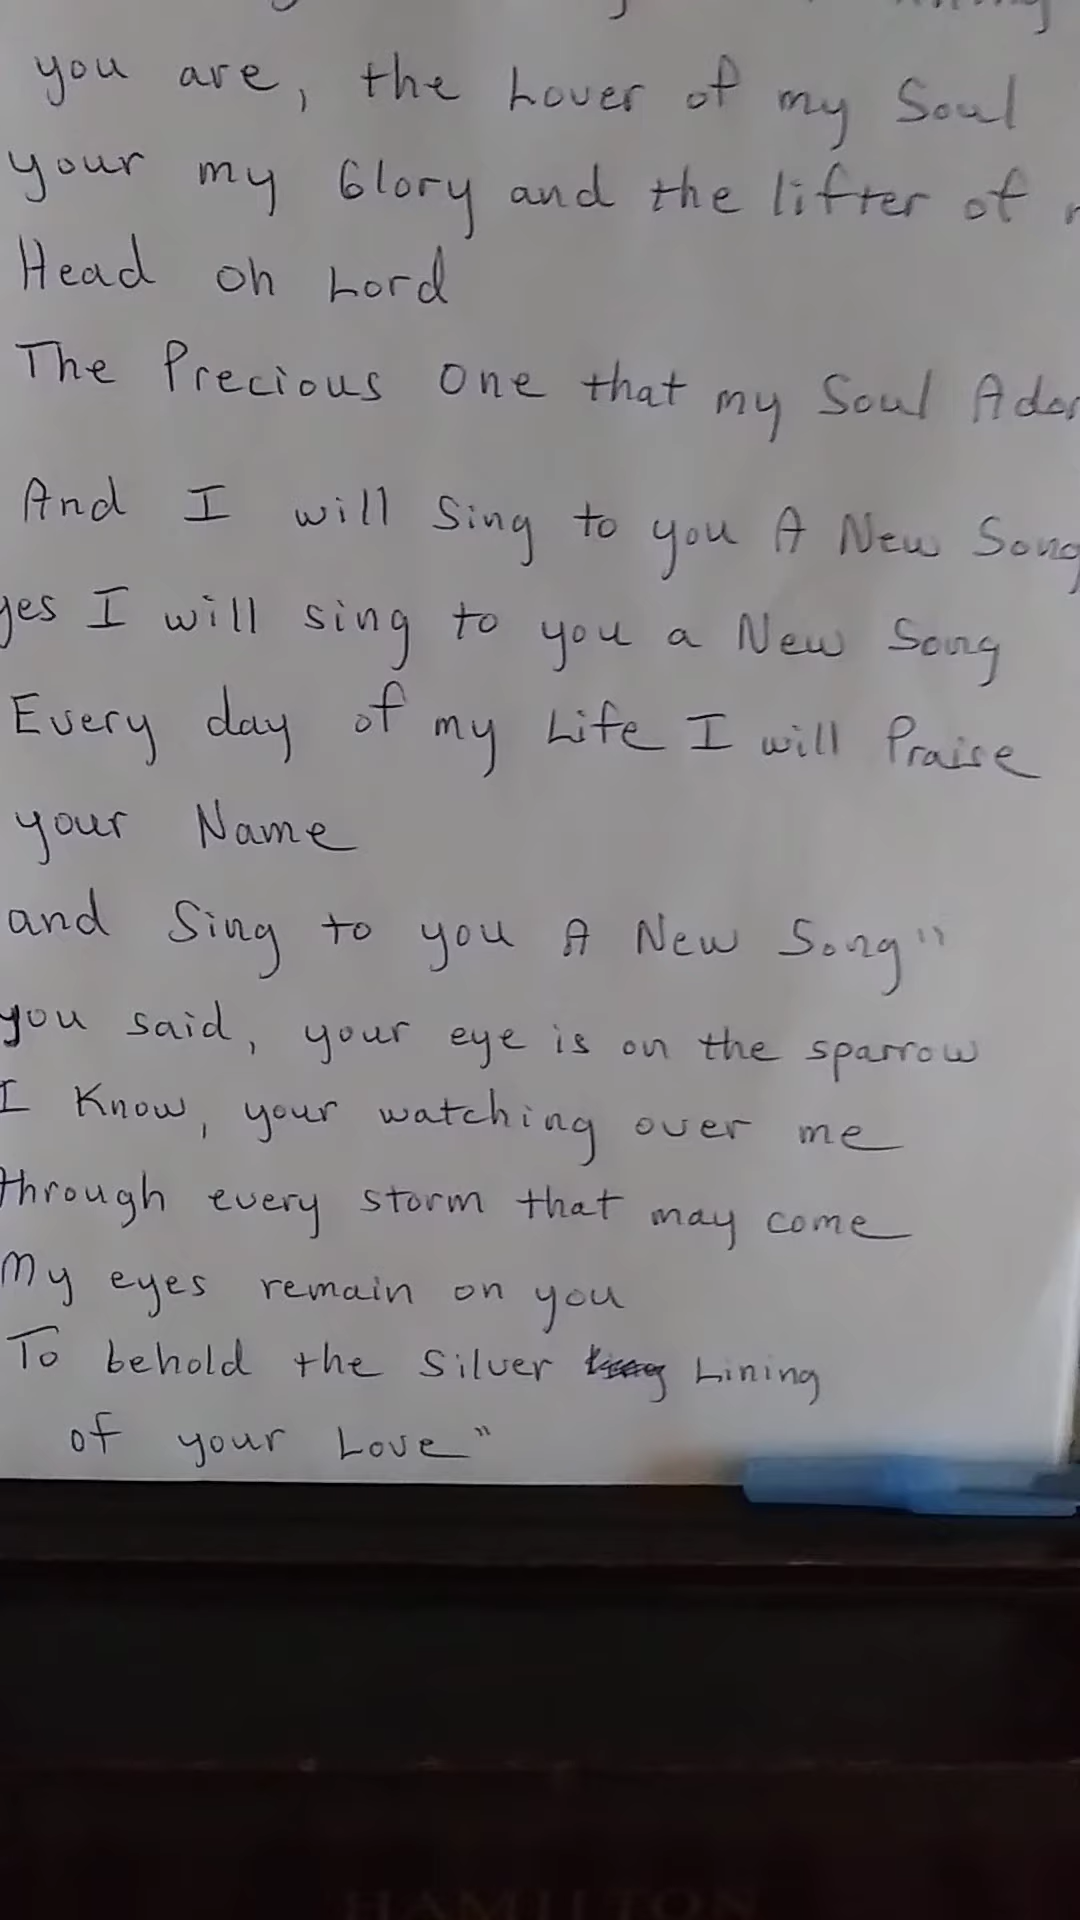 you are, the Lover of my Soul
your my Glory and the lifter of
Head oh Lord
The Precious One that my Soul Ador
And I will Sing to you A New Song
yes I will sing to you a New Song
Every day of my Life I will Praise
your Name
and Sing to you A New Song"
you said, your eye is on the sparrow
I Know, your watching over me
through every storm that may come
My eyes remain on you
To behold the Silver Lining
of your Love"
HAMILTON